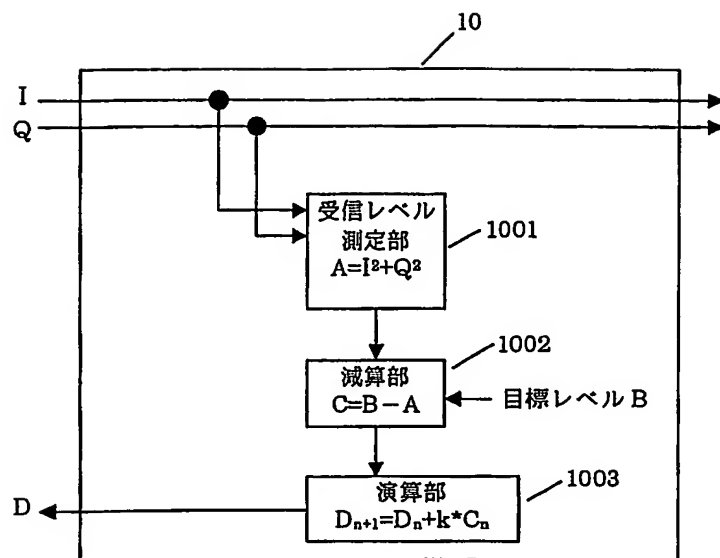 10
I
Q
受信レベル
測定部
A=I²+Q²
1001
1002
減算部
C=B－A
目標レベル B
1003
演算部
Dₙ₊₁=Dₙ+k*Cₙ
D